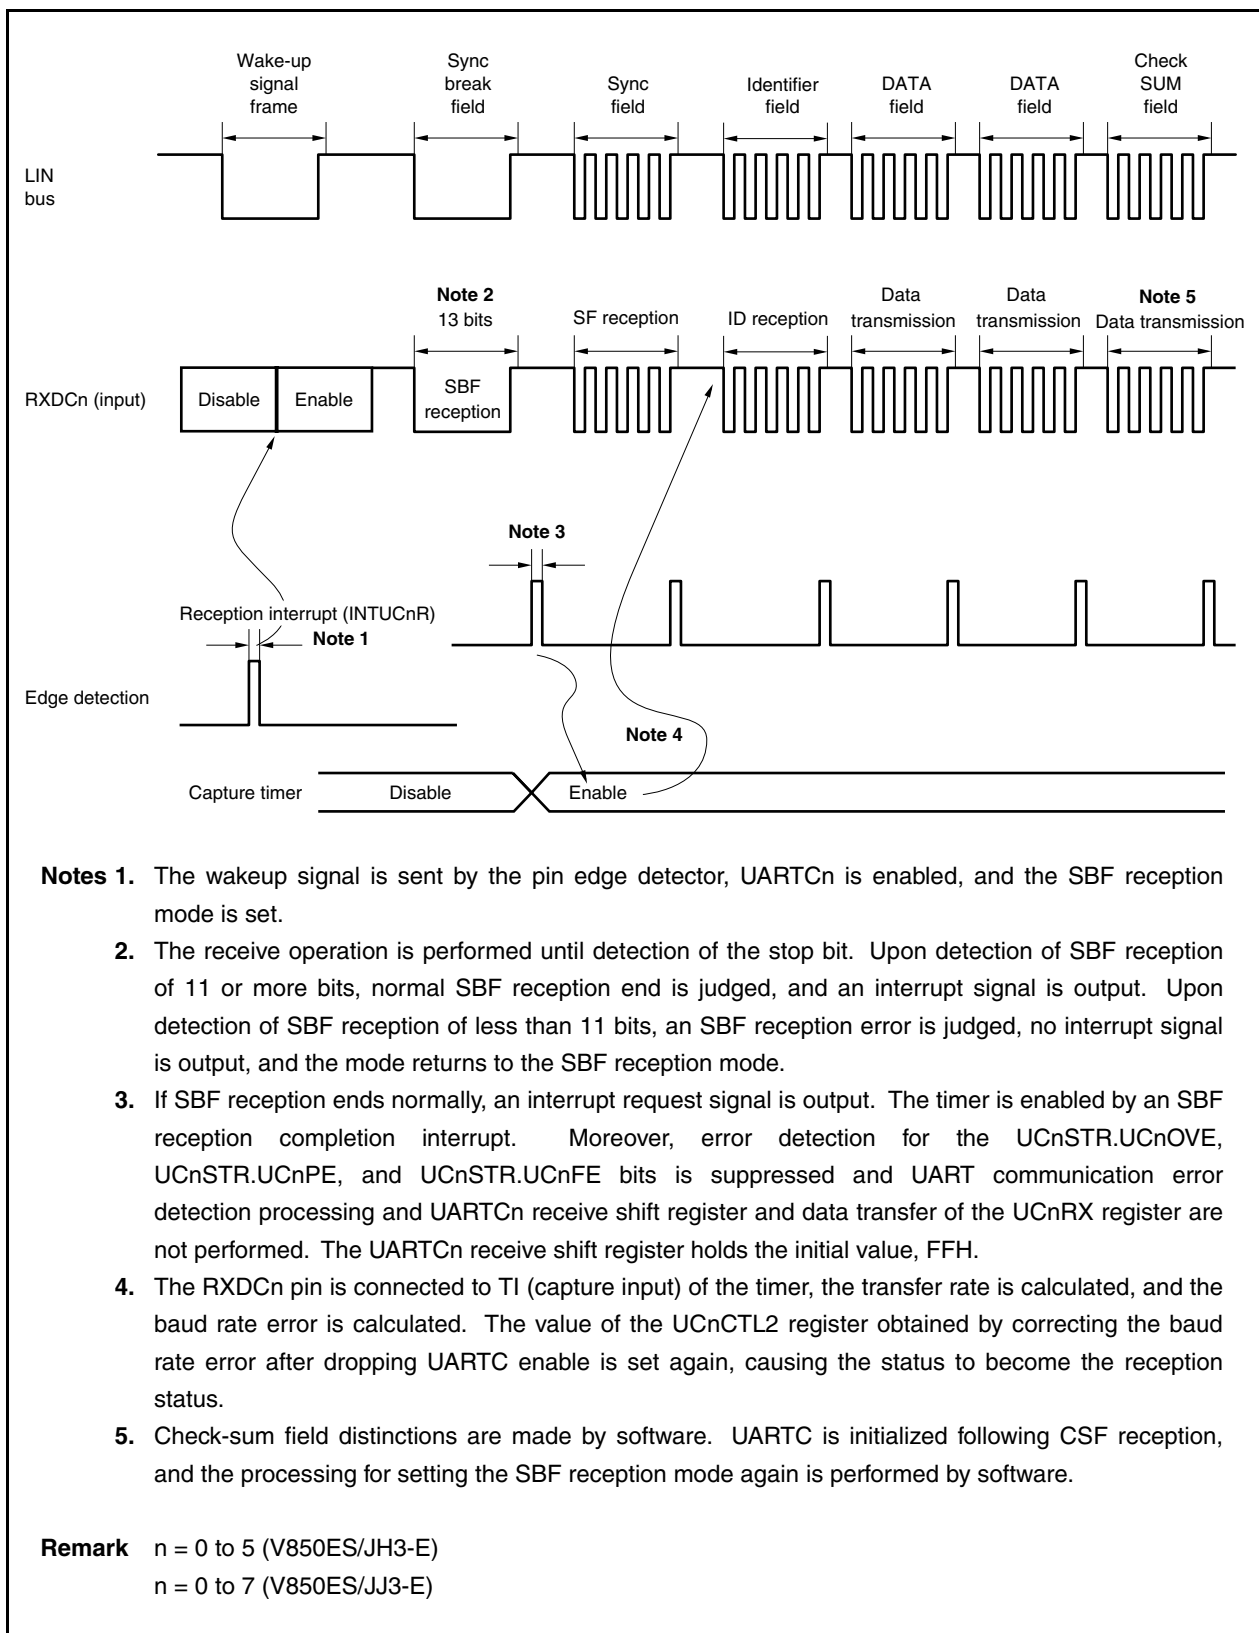 Wake-up
signal
frame
Sync
break
field
Sync
field
Identifier
field
DATA
field
DATA
field
Check
SUM
field
LIN
bus
Note 2
13 bits
SF reception
ID reception
Data
transmission
Data
transmission
Note 5
Data transmission
RXDCn (input)
Disable
Enable
SBF
reception
Note 3
Reception interrupt (INTUCnR)
Note 1
Edge detection
Note 4
Capture timer
Disable
Enable
Notes 1. The wakeup signal is sent by the pin edge detector, UARTCn is enabled, and the SBF reception
mode is set.
2. The receive operation is performed until detection of the stop bit. Upon detection of SBF reception
of 11 or more bits, normal SBF reception end is judged, and an interrupt signal is output. Upon
detection of SBF reception of less than 11 bits, an SBF reception error is judged, no interrupt signal
is output, and the mode returns to the SBF reception mode.
3. If SBF reception ends normally, an interrupt request signal is output. The timer is enabled by an SBF
reception completion interrupt. Moreover, error detection for the UCnSTR.UCnOVE,
UCnSTR.UCnPE, and UCnSTR.UCnFE bits is suppressed and UART communication error
detection processing and UARTCn receive shift register and data transfer of the UCnRX register are
not performed. The UARTCn receive shift register holds the initial value, FFH.
4. The RXDCn pin is connected to TI (capture input) of the timer, the transfer rate is calculated, and the
baud rate error is calculated. The value of the UCnCTL2 register obtained by correcting the baud
rate error after dropping UARTC enable is set again, causing the status to become the reception
status.
5. Check-sum field distinctions are made by software. UARTC is initialized following CSF reception,
and the processing for setting the SBF reception mode again is performed by software.
Remark n = 0 to 5 (V850ES/JH3-E)
n = 0 to 7 (V850ES/JJ3-E)